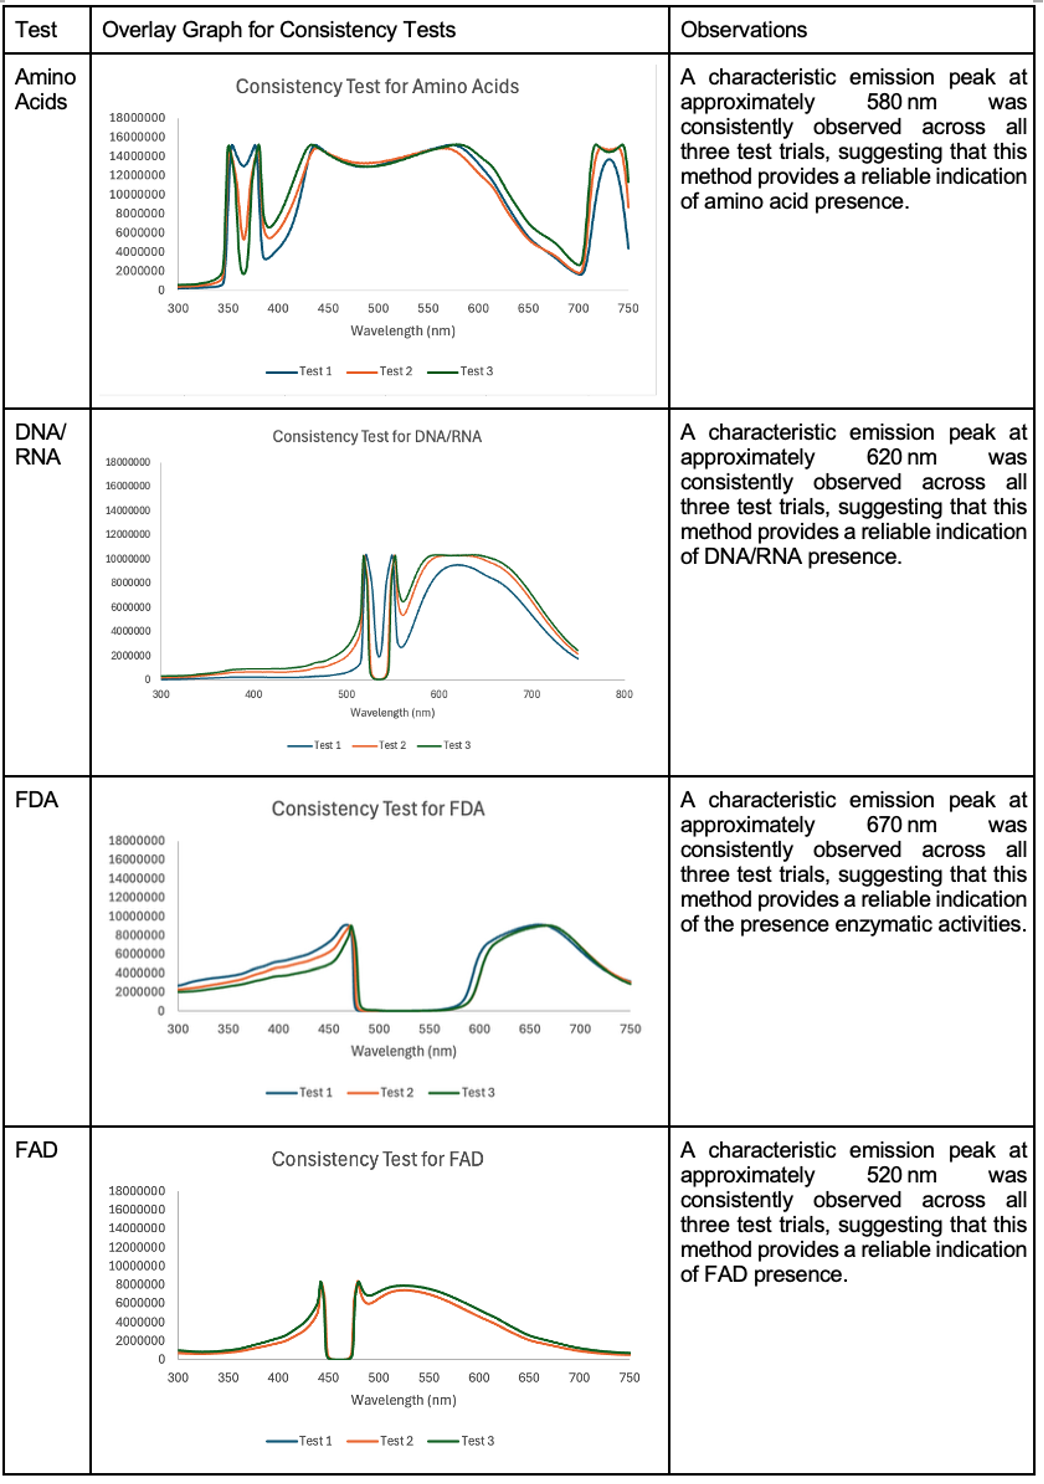 Test
Overlay Graph for Consistency Tests
Observations
Amino
Acids
Consistency Test for Amino Acids
18000000
16000000
14000000
12000000
10000000
8000000
6000000
4000000
2000000
0
300 350 400 450 500 550 600 650 700 750
Wavelength (nm)
Test 1 Test 2 Test 3
A characteristic emission peak at
approximately 580 nm was
consistently observed across all
three test trials, suggesting that this
method provides a reliable indication
of amino acid presence.
DNA/
RNA
Consistency Test for DNA/RNA
18000000
16000000
14000000
12000000
10000000
8000000
6000000
4000000
2000000
0
300 400 500 600 700 800
Wavelength (nm)
Test 1 Test 2 Test 3
A characteristic emission peak at
approximately 620 nm was
consistently observed across all
three test trials, suggesting that this
method provides a reliable indication
of DNA/RNA presence.
FDA
Consistency Test for FDA
18000000
16000000
14000000
12000000
10000000
8000000
6000000
4000000
2000000
0
300 350 400 450 500 550 600 650 700 750
Wavelength (nm)
Test 1 Test 2 Test 3
A characteristic emission peak at
approximately 670 nm was
consistently observed across all
three test trials, suggesting that this
method provides a reliable indication
of the presence enzymatic activities.
FAD
Consistency Test for FAD
18000000
16000000
14000000
12000000
10000000
8000000
6000000
4000000
2000000
0
300 350 400 450 500 550 600 650 700 750
Wavelength (nm)
Test 1 Test 2 Test 3
A characteristic emission peak at
approximately 520 nm was
consistently observed across all
three test trials, suggesting that this
method provides a reliable indication
of FAD presence.